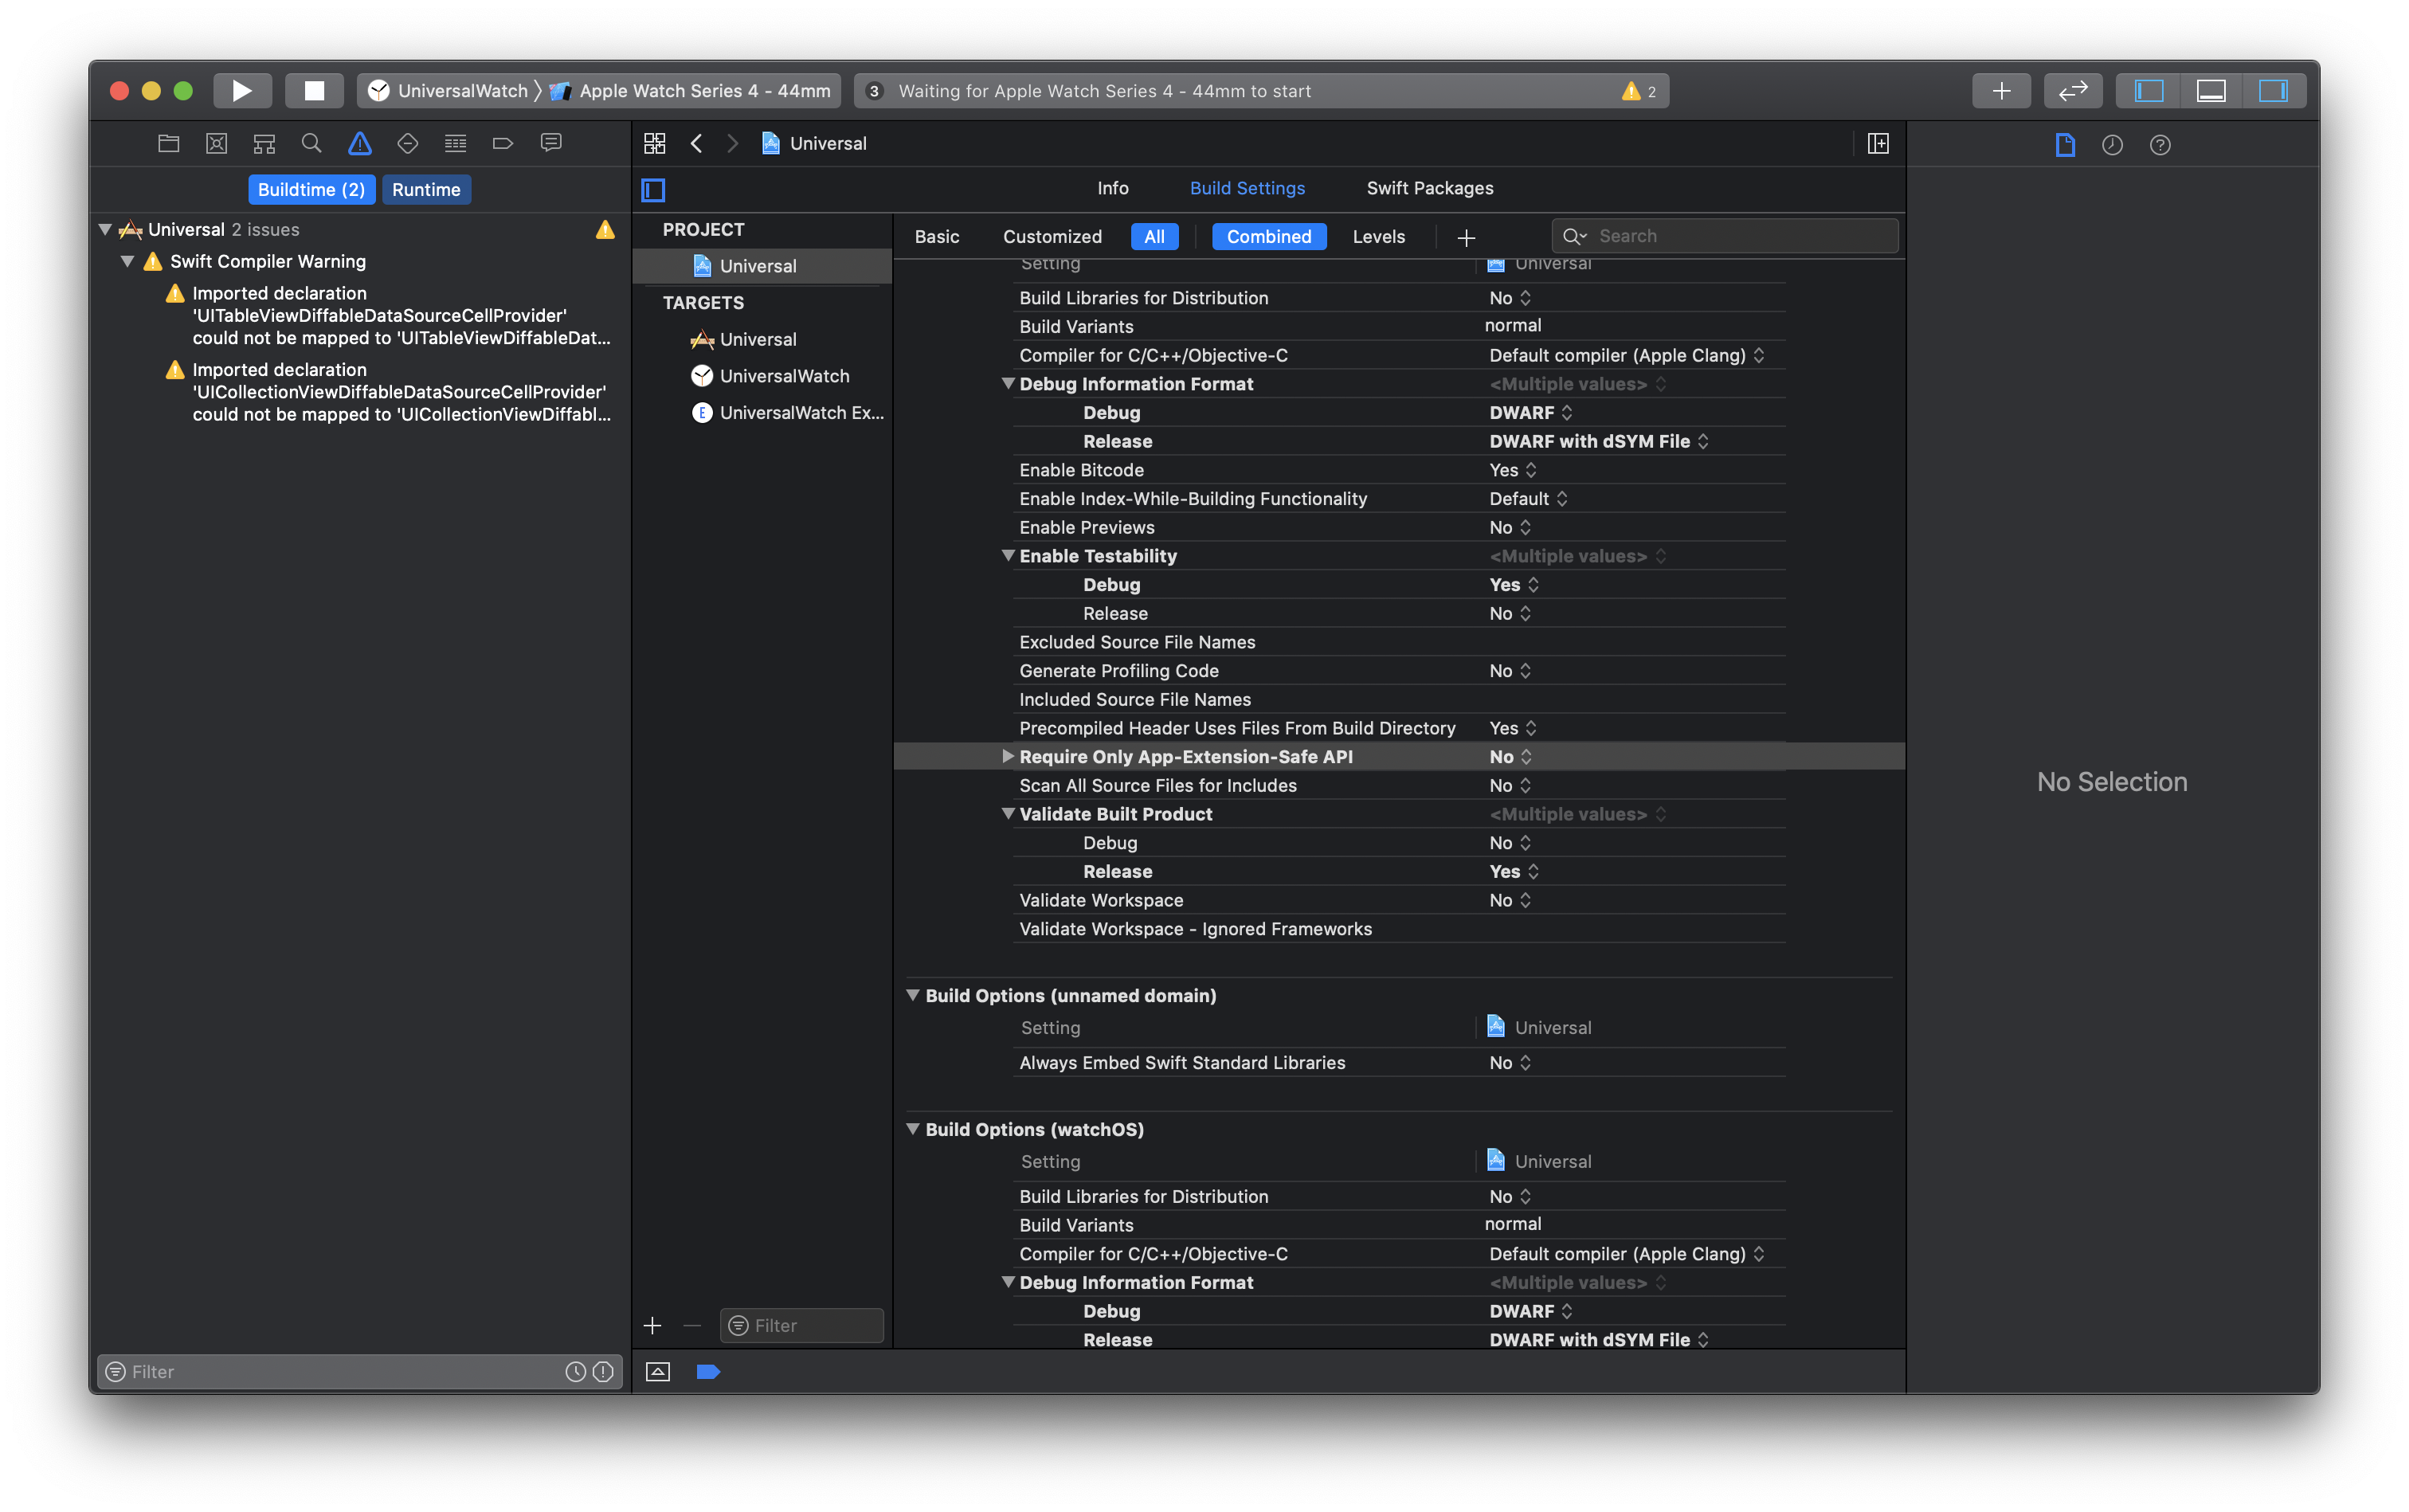 UniversalWatch
Apple Watch Series 4 - 44mm
3
Waiting for Apple Watch Series 4 - 44mm to start
2
Universal
Buildtime (2)
Runtime
Info
Build Settings
Swift Packages
Universal 2 issues
Swift Compiler Warning
Imported declaration
'UITableViewDiffableDataSourceCellProvider'
could not be mapped to 'UITableViewDiffableDat...
Imported declaration
'UICollectionViewDiffableDataSourceCellProvider'
could not be mapped to 'UICollectionViewDiffabl...
Filter
PROJECT
Universal
TARGETS
Universal
UniversalWatch
E UniversalWatch Ex...
Filter
Basic
Customized
All
Combined
Levels
Search
Setting Universal
Build Libraries for Distribution No
Build Variants normal
Compiler for C/C++/Objective-C Default compiler (Apple Clang)
Debug Information Format <Multiple values>
Debug DWARF
Release DWARF with dSYM File
Enable Bitcode Yes
Enable Index-While-Building Functionality Default
Enable Previews No
Enable Testability <Multiple values>
Debug Yes
Release No
Excluded Source File Names
Generate Profiling Code No
Included Source File Names
Precompiled Header Uses Files From Build Directory Yes
Require Only App-Extension-Safe API No
Scan All Source Files for Includes No
Validate Built Product <Multiple values>
Debug No
Release Yes
Validate Workspace No
Validate Workspace - Ignored Frameworks
Build Options (unnamed domain)
Setting Universal
Always Embed Swift Standard Libraries No
Build Options (watchOS)
Setting Universal
Build Libraries for Distribution No
Build Variants normal
Compiler for C/C++/Objective-C Default compiler (Apple Clang)
Debug Information Format <Multiple values>
Debug DWARF
Release DWARF with dSYM File
No Selection